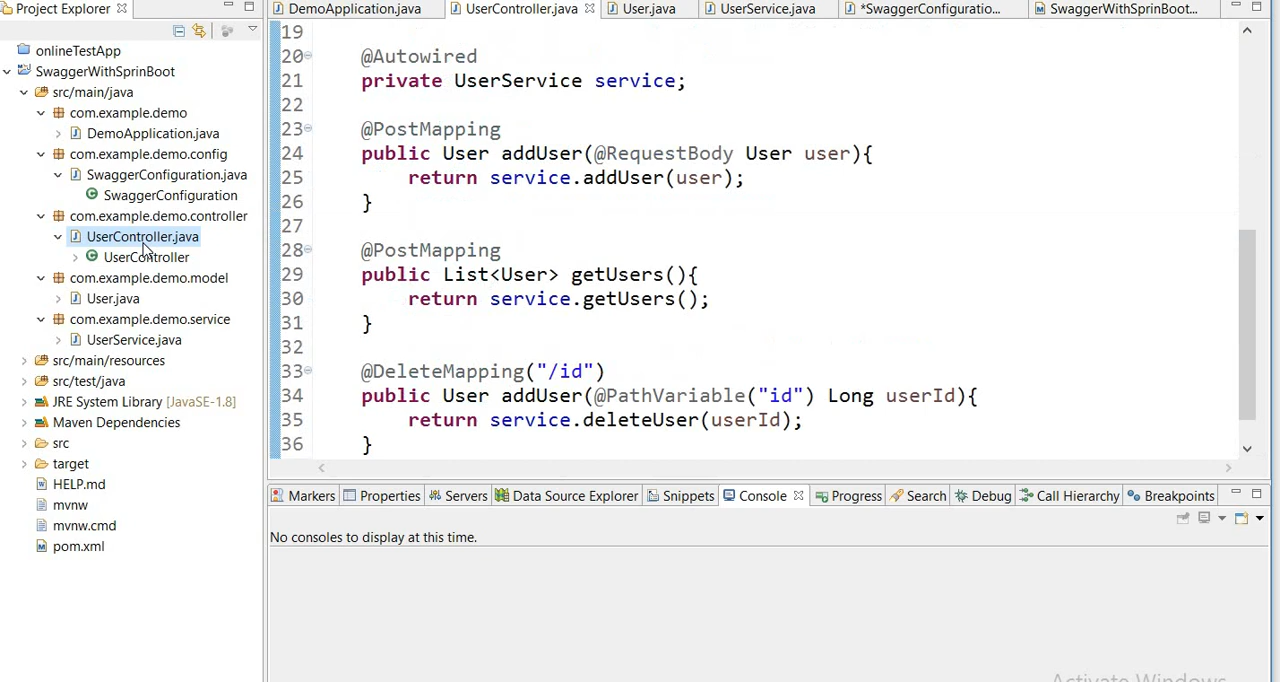 Project Explorer
DemoApplication.java
UserController.java
User.java
UserService.java
*SwaggerConfiguratio...
SwaggerWithSprinBoot...
onlineTestApp
SwaggerWithSprinBoot
src/main/java
com.example.demo
DemoApplication.java
com.example.demo.config
SwaggerConfiguration.java
SwaggerConfiguration
com.example.demo.controller
UserController.java
UserController
com.example.demo.model
User.java
com.example.demo.service
UserService.java
src/main/resources
src/test/java
JRE System Library [JavaSE-1.8]
Maven Dependencies
src
target
HELP.md
mvnw
mvnw.cmd
pom.xml
19
20 @Autowired
21 private UserService service;
22
23 @PostMapping
24 public User addUser(@RequestBody User user){
25 return service.addUser(user);
26 }
27
28 @PostMapping
29 public List<User> getUsers(){
30 return service.getUsers();
31 }
32
33 @DeleteMapping("/id")
34 public User addUser(@PathVariable("id") Long userId){
35 return service.deleteUser(userId);
36 }
Markers
Properties
Servers
Data Source Explorer
Snippets
Console
Progress
Search
Debug
Call Hierarchy
Breakpoints
No consoles to display at this time.
Activate Windows